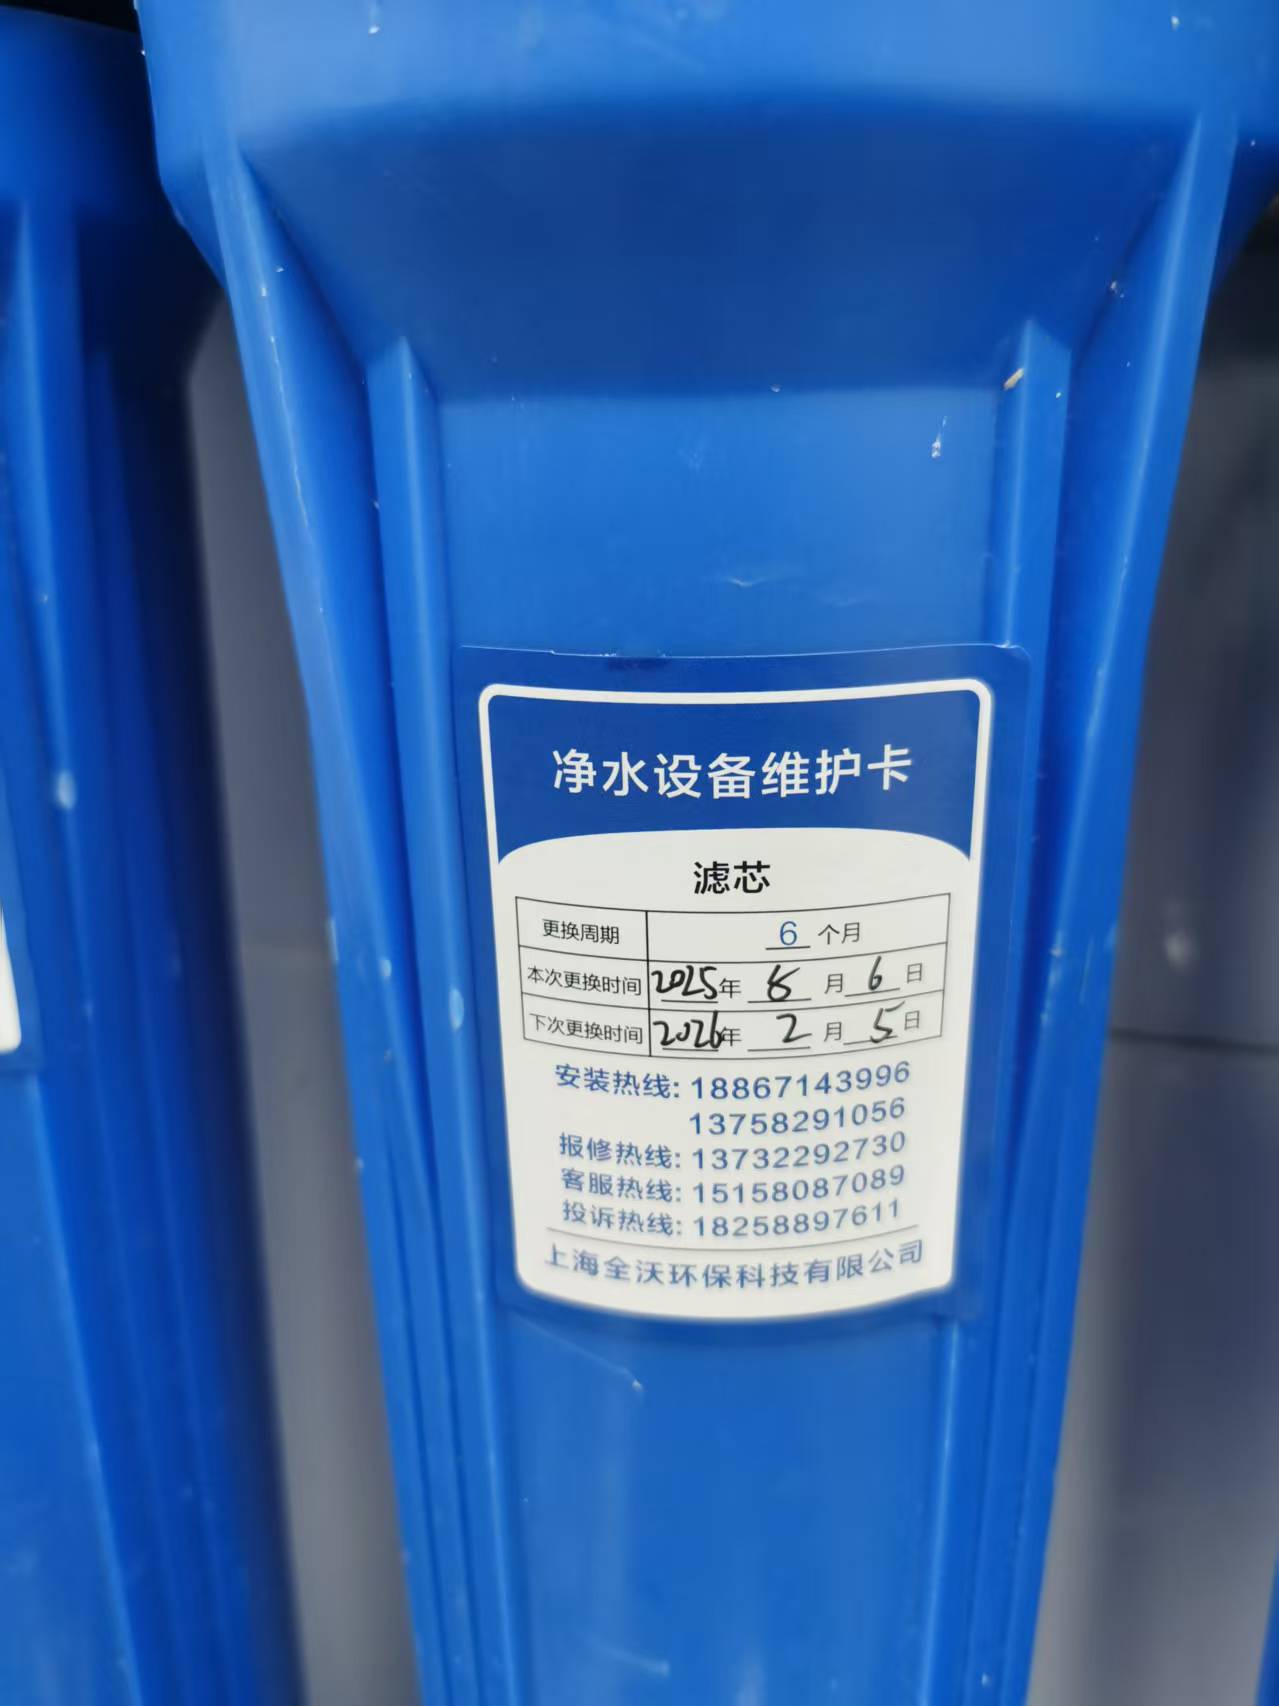 净水设备维护卡
滤芯
更换周期 6 个月
本次更换时间 2025年 8 月 6 日
下次更换时间 2026年 2 月 5 日
安装热线: 18867143996
13758291056
报修热线: 13732292730
客服热线: 15158087089
投诉热线: 18258897611
上海全沃环保科技有限公司